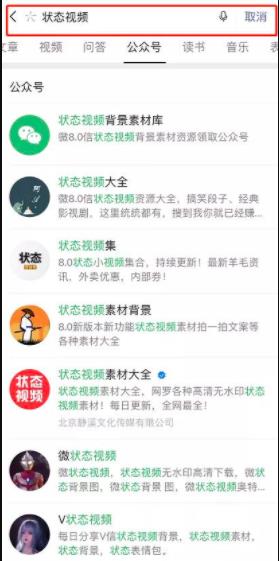 状态视频 取消
文章 视频 问答 公众号 读书 音乐
公众号
状态视频背景素材库
微8.0信状态视频背景素材资源领取公众号
状态视频大全
微8.0信状态视频资源大全，搞笑段子、经典
影视剧，这里统统都有，搜到我你就已经赚…
状态
状态视频集
8.0状态小视频集合，持续更新！最新羊毛资
讯、外卖优惠，内部券！
状态视频素材背景
8.0新版本新功能状态视频素材拍一拍文案等
各种素材大全
状态
视频
状态视频素材大全
状态视频素材大全，网罗各种高清无水印状态
视频素材！每日更新，全网最全！
北京静溪文化传媒有限公司
微状态视频
微状态视频，状态视频无水印高清下载，微状
态背景图，微状态背景 图，微状态视频奥特…
V状态视频
每日分享V信状态视频背景，状态视频素材，
状态背景，状态表情包。